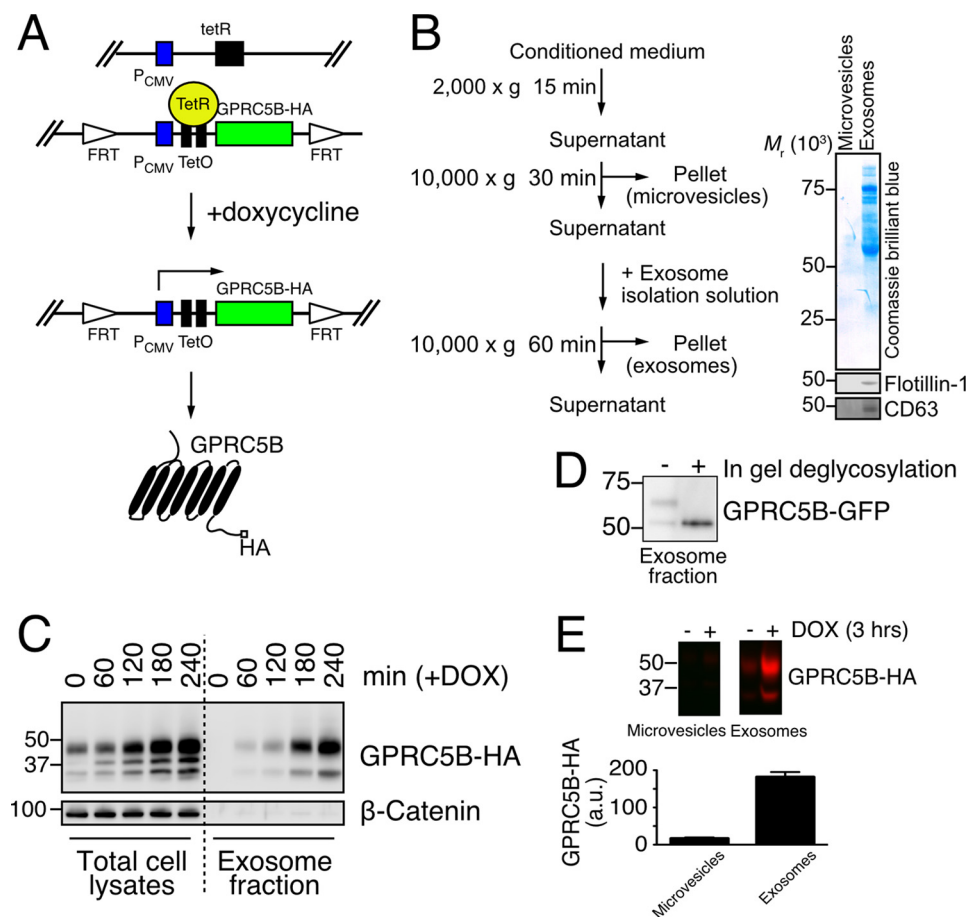 A
tetR
PCMV
TetR
GPRC5B-HA
FRT
PCMV
TetO
FRT
+doxycycline
GPRC5B-HA
FRT
PCMV
TetO
FRT
GPRC5B
HA
B
Conditioned medium
2,000 x g 15 min
Supernatant
10,000 x g 30 min
Pellet
(microvesicles)
Supernatant
+ Exosome
isolation solution
10,000 x g 60 min
Pellet
(exosomes)
Supernatant
Microvesicles
Exosomes
Mr (10³)
75
50
25
Coomassie brilliant blue
50
Flotillin-1
50
CD63
C
0 60 120 180 240 0 60 120 180 240 min (+DOX)
50
37
GPRC5B-HA
100
β-Catenin
Total cell
lysates
Exosome
fraction
D
- + In gel deglycosylation
75
50
GPRC5B-GFP
Exosome
fraction
E
- + - + DOX (3 hrs)
50
37
GPRC5B-HA
Microvesicles Exosomes
GPRC5B-HA
(a.u.)
200
100
0
Microvesicles
Exosomes